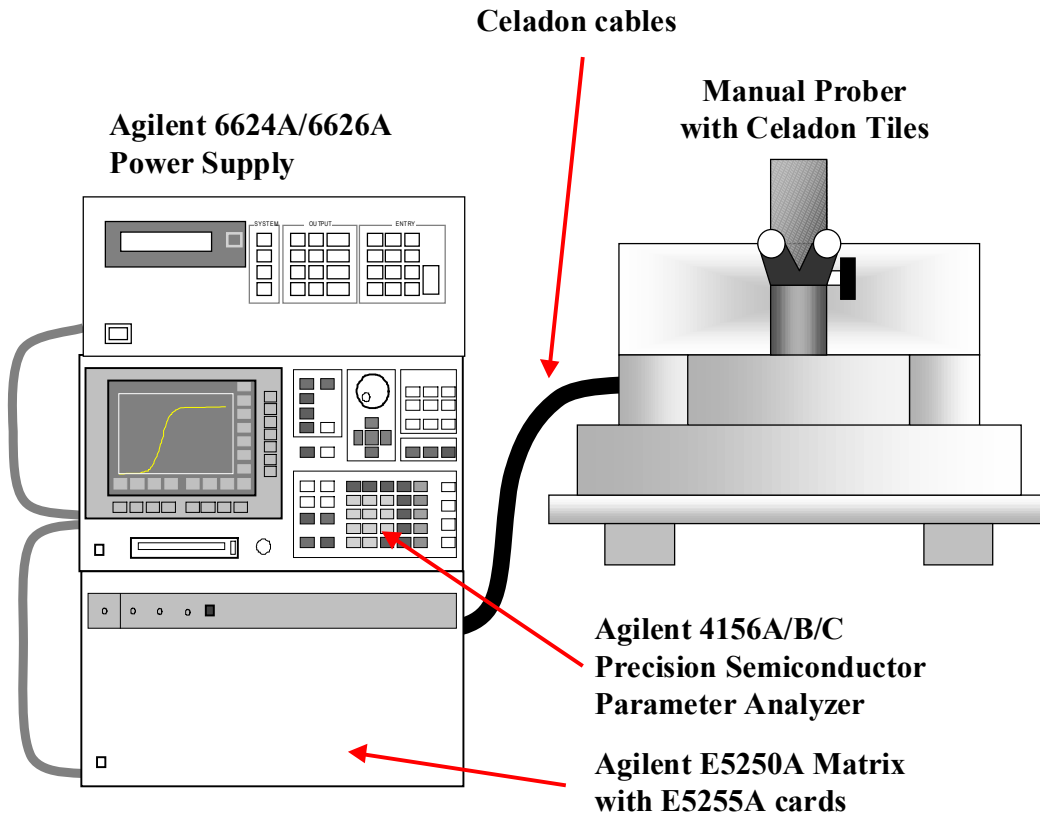 Celadon cables
Manual Prober
with Celadon Tiles
Agilent 6624A/6626A
Power Supply
SYSTEM
OUTPUT
ENTRY
Agilent 4156A/B/C
Precision Semiconductor
Parameter Analyzer
Agilent E5250A Matrix
with E5255A cards